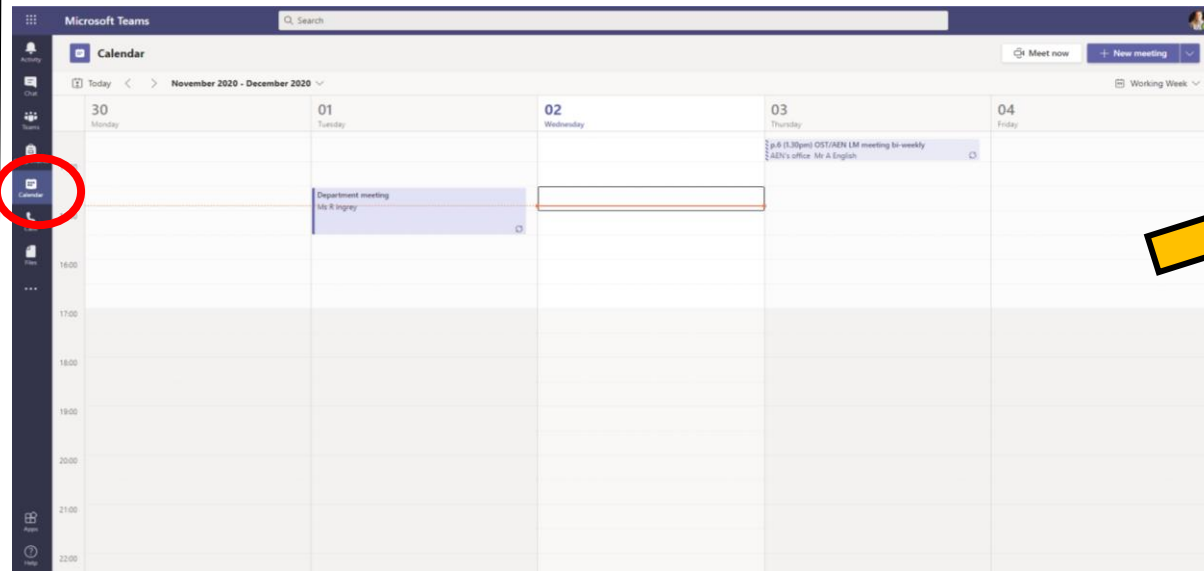 Microsoft Teams
Search
Activity
Chat
Teams
Calendar
Files
Apps
Help
Calendar
Meet now
+ New meeting
Today
November 2020 - December 2020
Working Week
30
Monday
01
Tuesday
02
Wednesday
03
Thursday
04
Friday
p.6 (1.30pm) OST/AEN LM meeting bi-weekly
AEN's office Mr A English
Department meeting
Ms R Ingrey
16:00
17:00
18:00
19:00
20:00
21:00
22:00